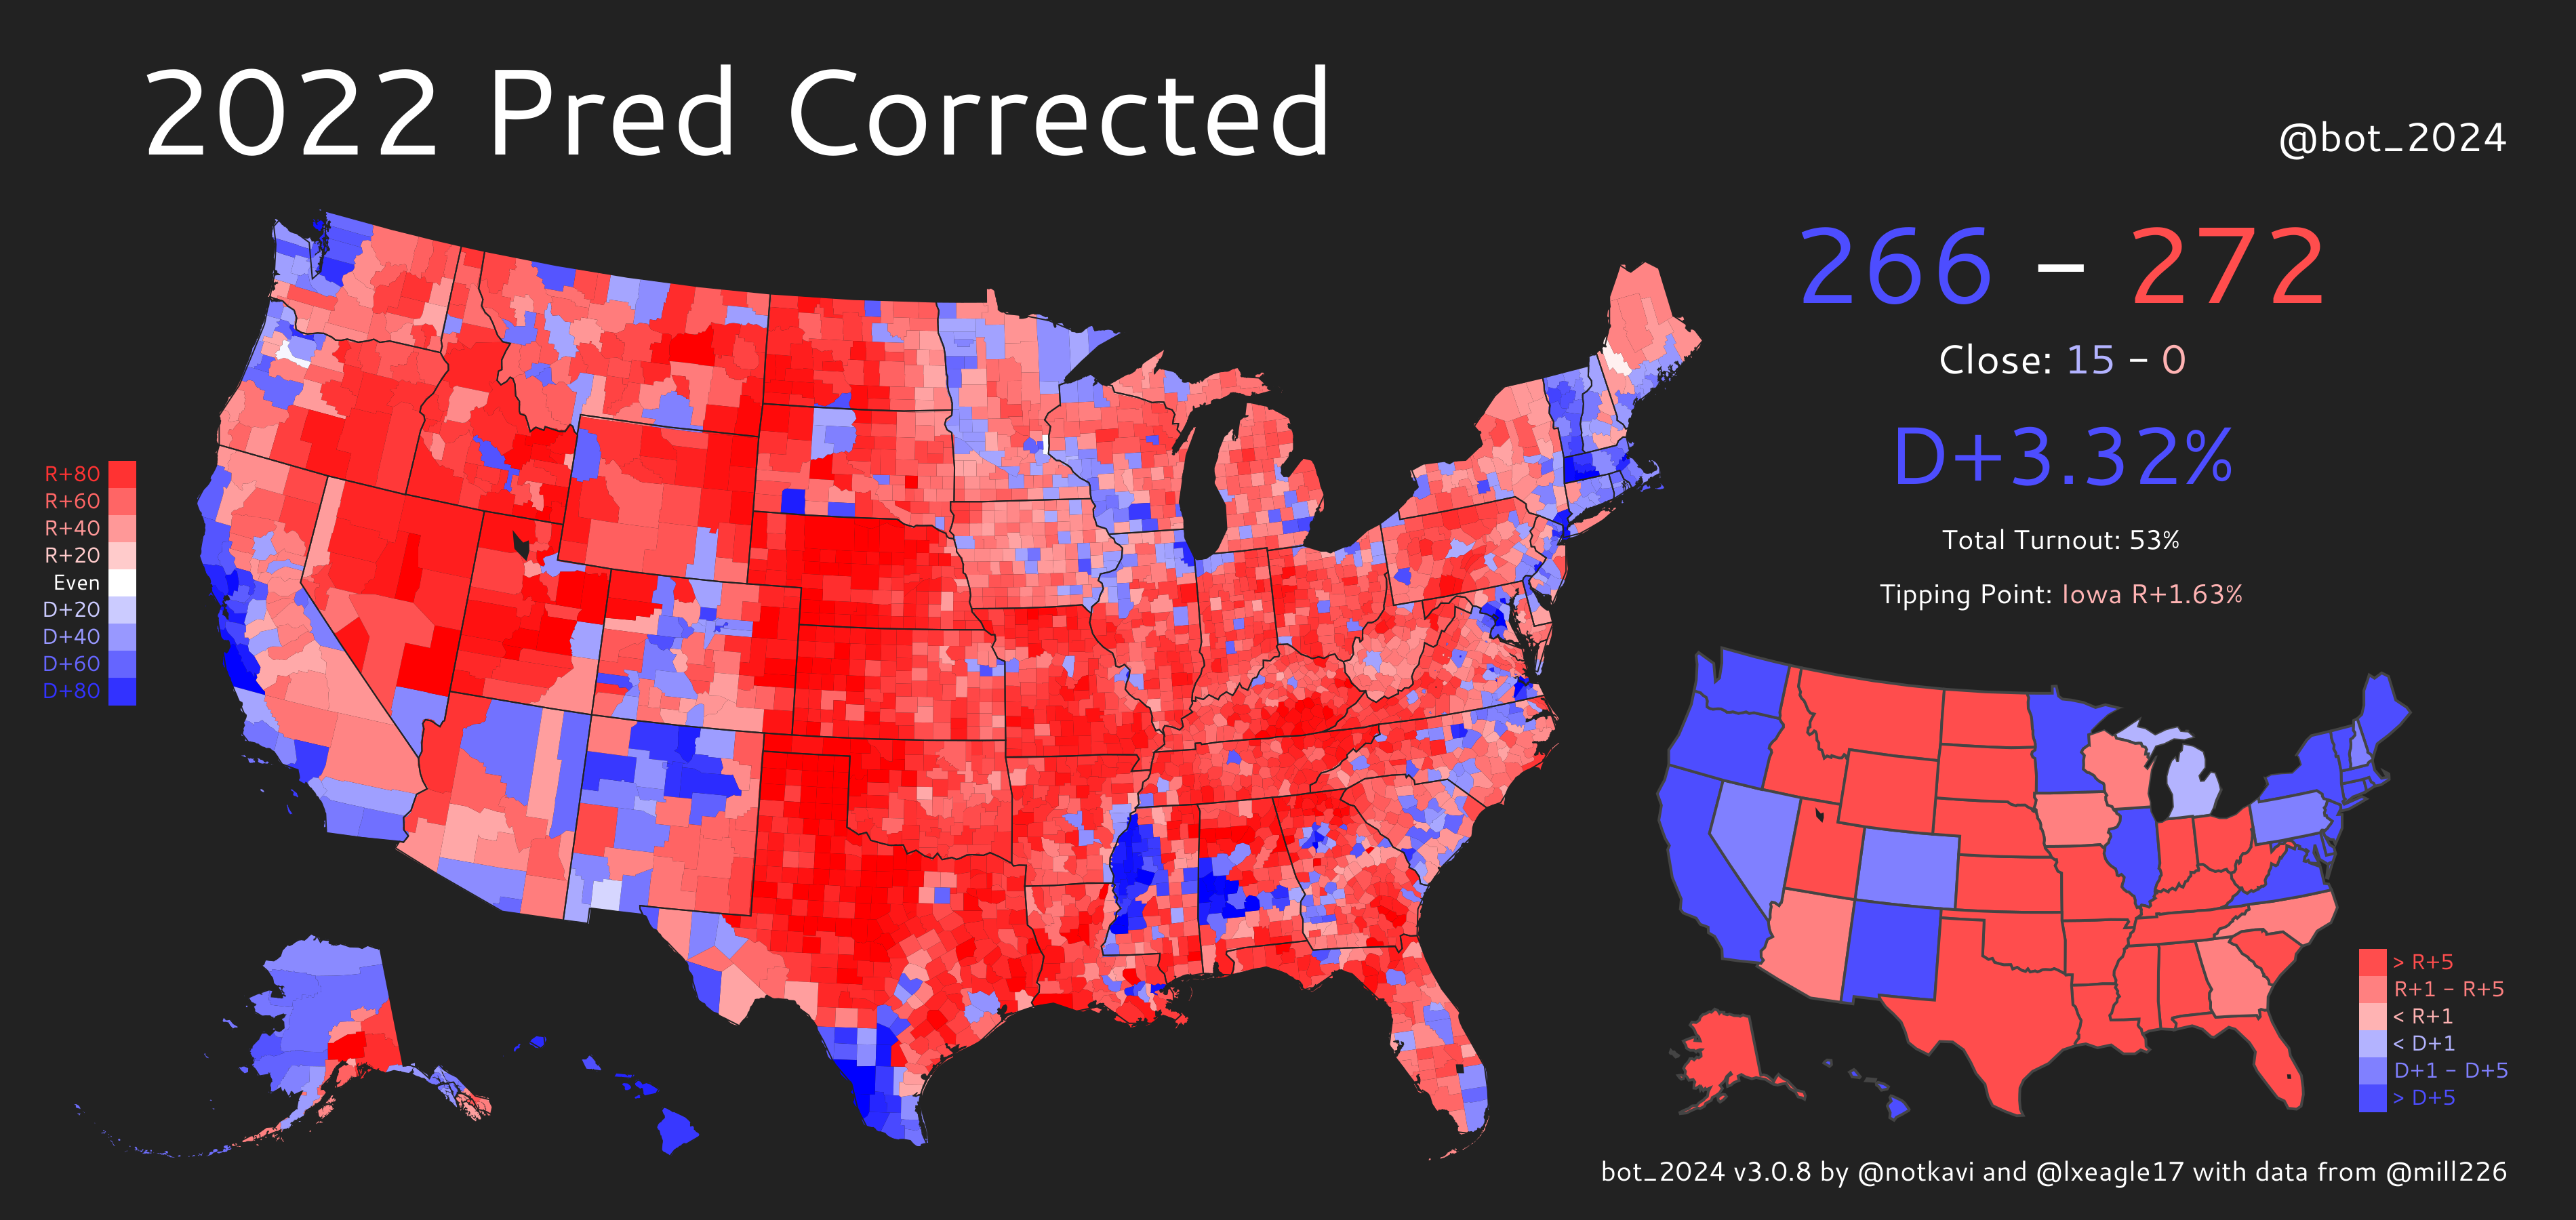 2022 Pred Corrected
@bot_2024
266 – 272
Close: 15 – 0
D+3.32%
Total Turnout: 53%
Tipping Point: Iowa R+1.63%
R+80
R+60
R+40
R+20
Even
D+20
D+40
D+60
D+80
> R+5
R+1 – R+5
< R+1
< D+1
D+1 – D+5
> D+5
bot_2024 v3.0.8 by @notkavi and @lxeagle17 with data from @mill226